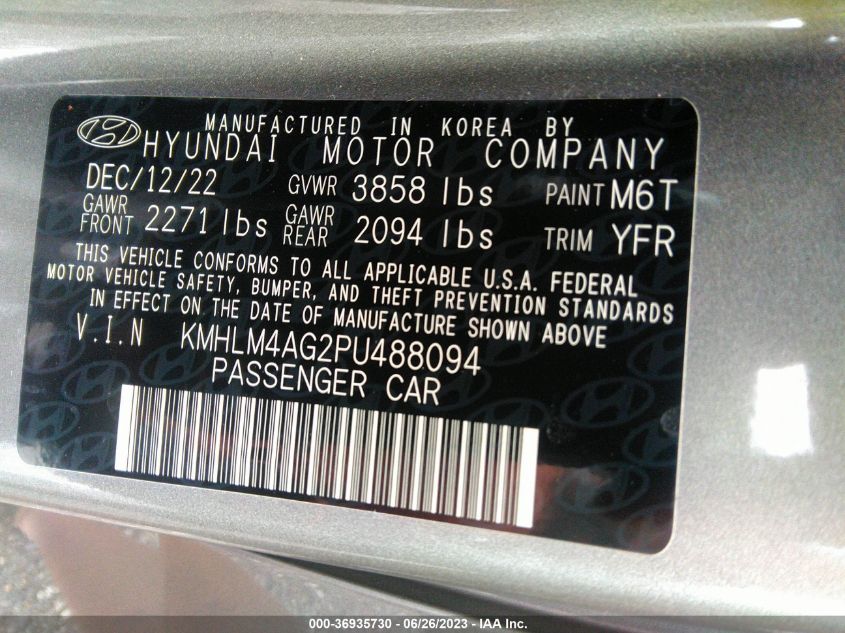 MANUFACTURED IN KOREA BY
HYUNDAI MOTOR COMPANY
DEC/12/22 GVWR 3858 lbs PAINT M6T
GAWR FRONT 2271 lbs GAWR REAR 2094 lbs TRIM YFR
THIS VEHICLE CONFORMS TO ALL APPLICABLE U.S.A. FEDERAL
MOTOR VEHICLE SAFETY, BUMPER, AND THEFT PREVENTION STANDARDS
IN EFFECT ON THE DATE OF MANUFACTURE SHOWN ABOVE
V.I.N KMHLM4AG2PU488094
PASSENGER CAR
000-36935730 - 06/26/2023 - IAA Inc.